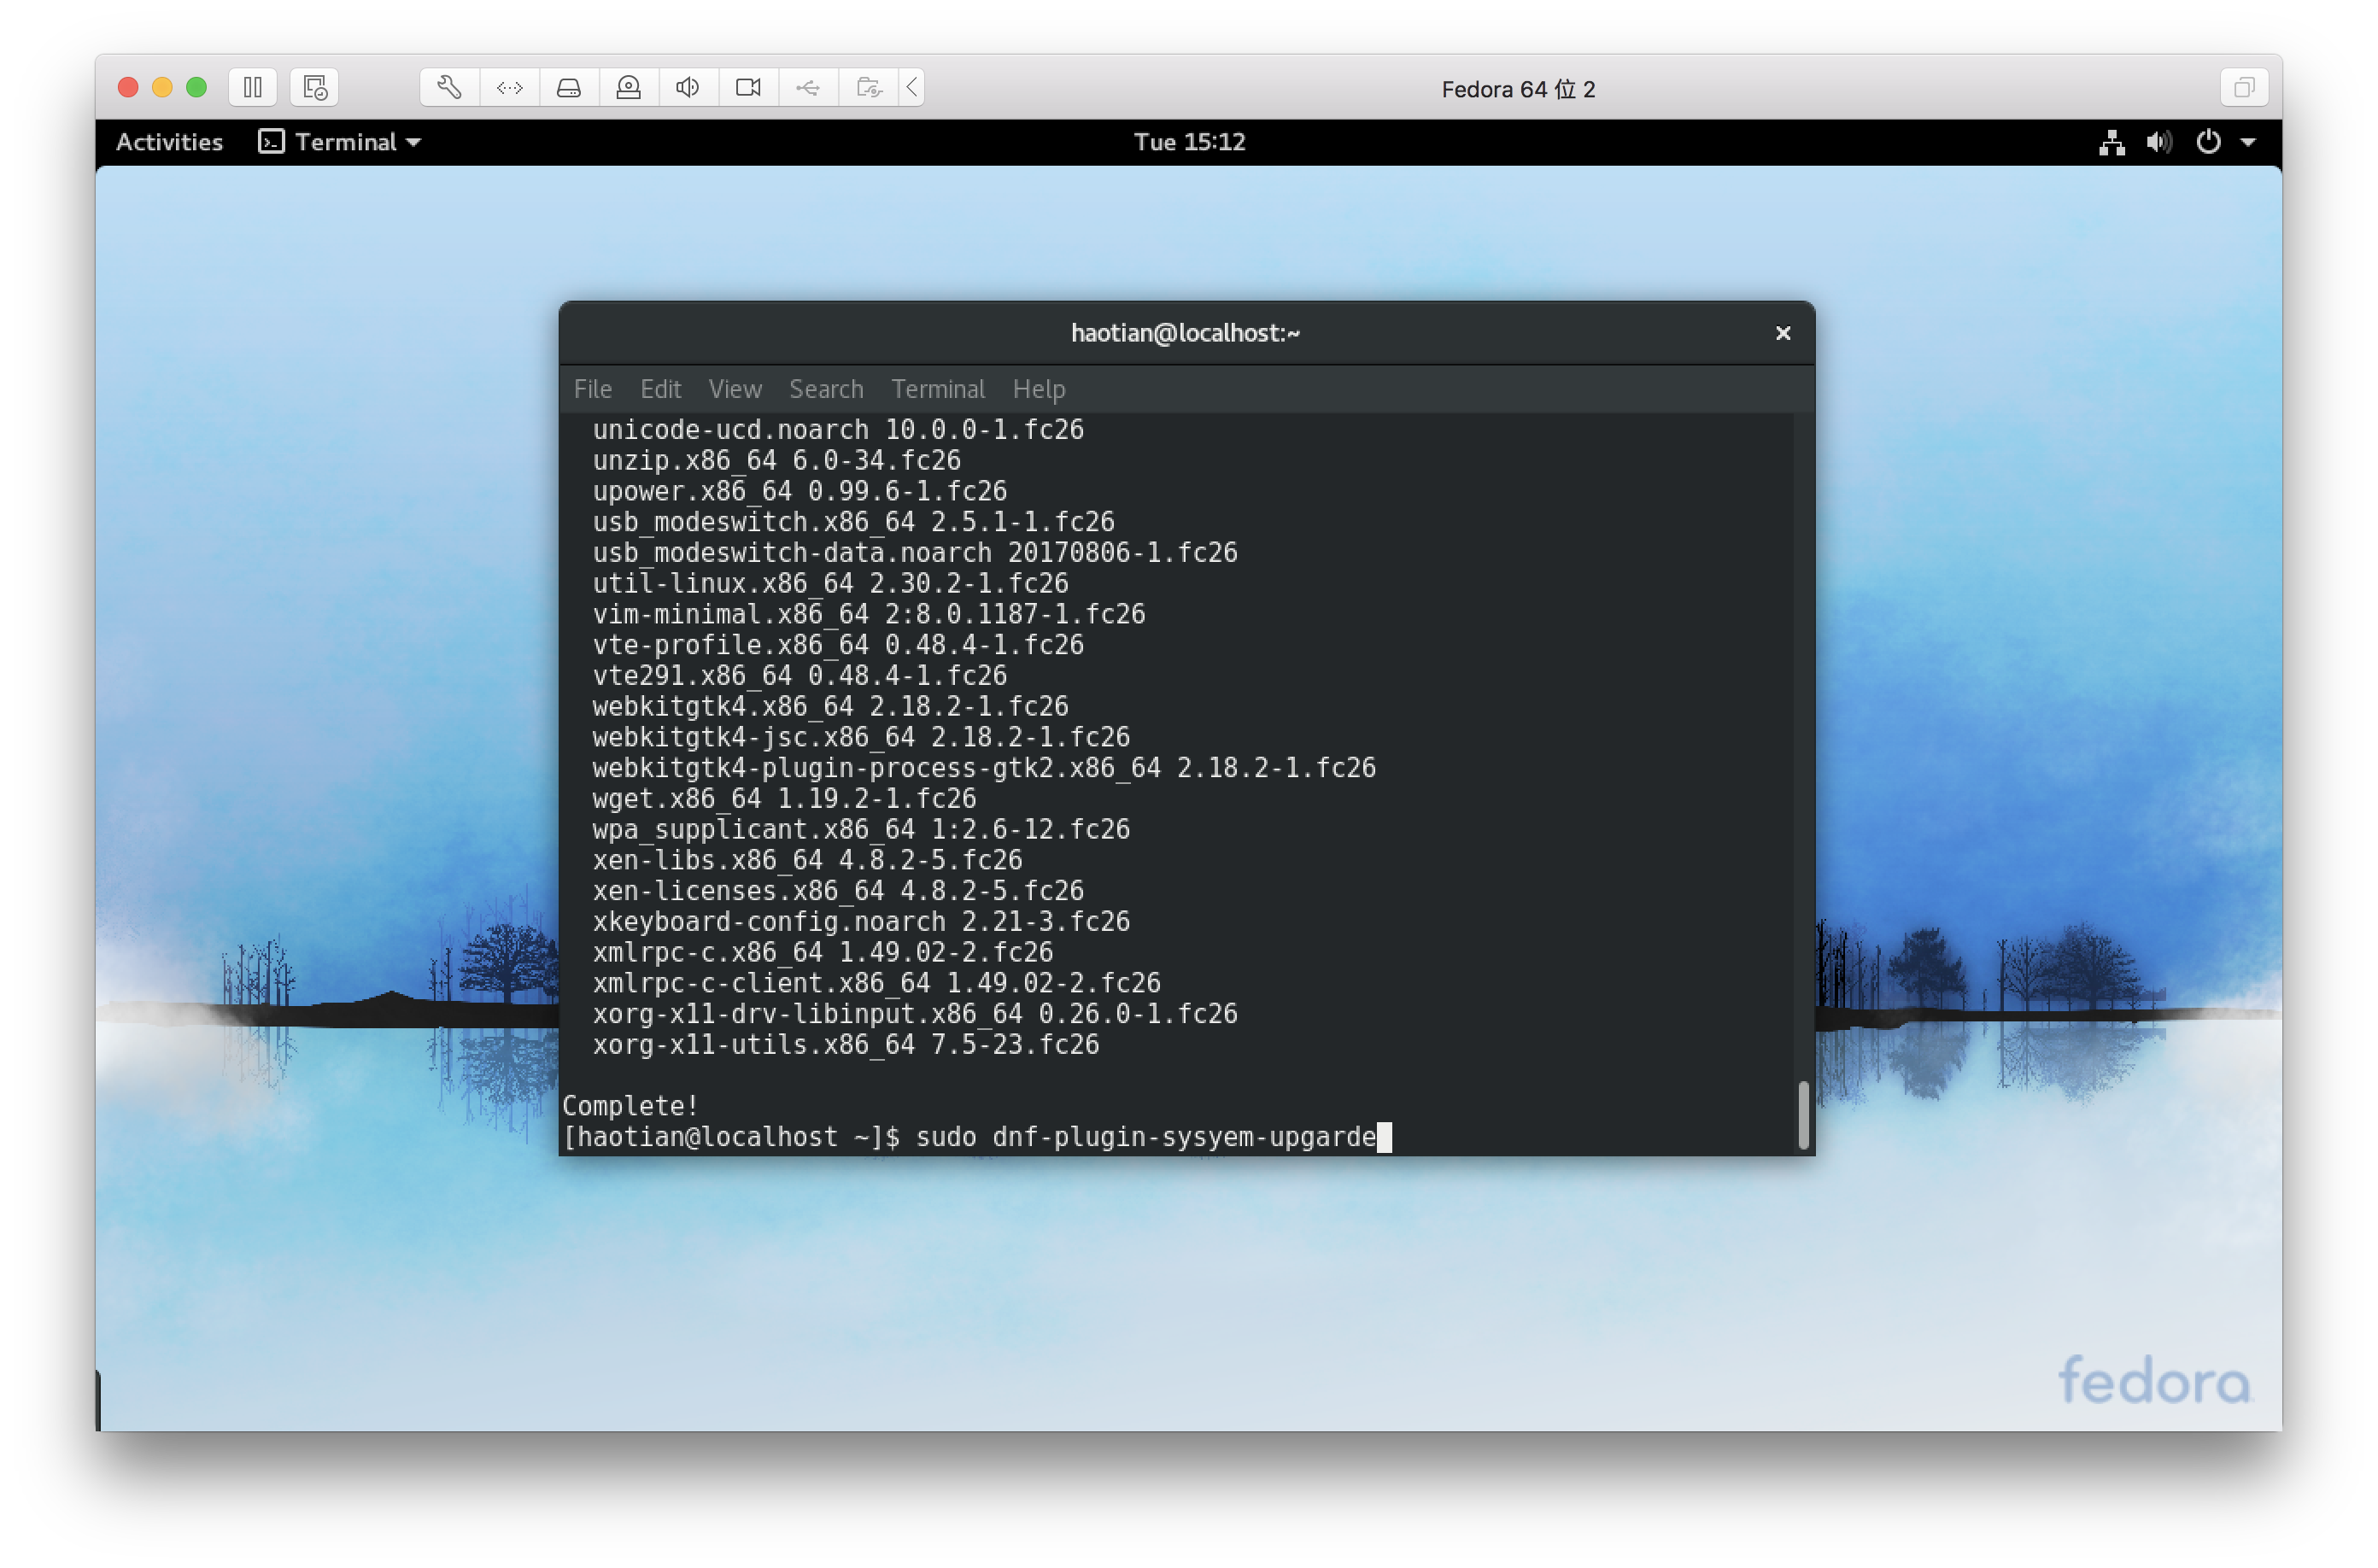 Fedora 64 位 2
Activities Terminal Tue 15:12
haotian@localhost:~
File Edit View Search Terminal Help
unicode-ucd.noarch 10.0.0-1.fc26
unzip.x86_64 6.0-34.fc26
upower.x86_64 0.99.6-1.fc26
usb_modeswitch.x86_64 2.5.1-1.fc26
usb_modeswitch-data.noarch 20170806-1.fc26
util-linux.x86_64 2.30.2-1.fc26
vim-minimal.x86_64 2:8.0.1187-1.fc26
vte-profile.x86_64 0.48.4-1.fc26
vte291.x86_64 0.48.4-1.fc26
webkitgtk4.x86_64 2.18.2-1.fc26
webkitgtk4-jsc.x86_64 2.18.2-1.fc26
webkitgtk4-plugin-process-gtk2.x86_64 2.18.2-1.fc26
wget.x86_64 1.19.2-1.fc26
wpa_supplicant.x86_64 1:2.6-12.fc26
xen-libs.x86_64 4.8.2-5.fc26
xen-licenses.x86_64 4.8.2-5.fc26
xkeyboard-config.noarch 2.21-3.fc26
xmlrpc-c.x86_64 1.49.02-2.fc26
xmlrpc-c-client.x86_64 1.49.02-2.fc26
xorg-x11-drv-libinput.x86_64 0.26.0-1.fc26
xorg-x11-utils.x86_64 7.5-23.fc26
Complete!
[haotian@localhost ~]$ sudo dnf-plugin-sysyem-upgarde
fedora